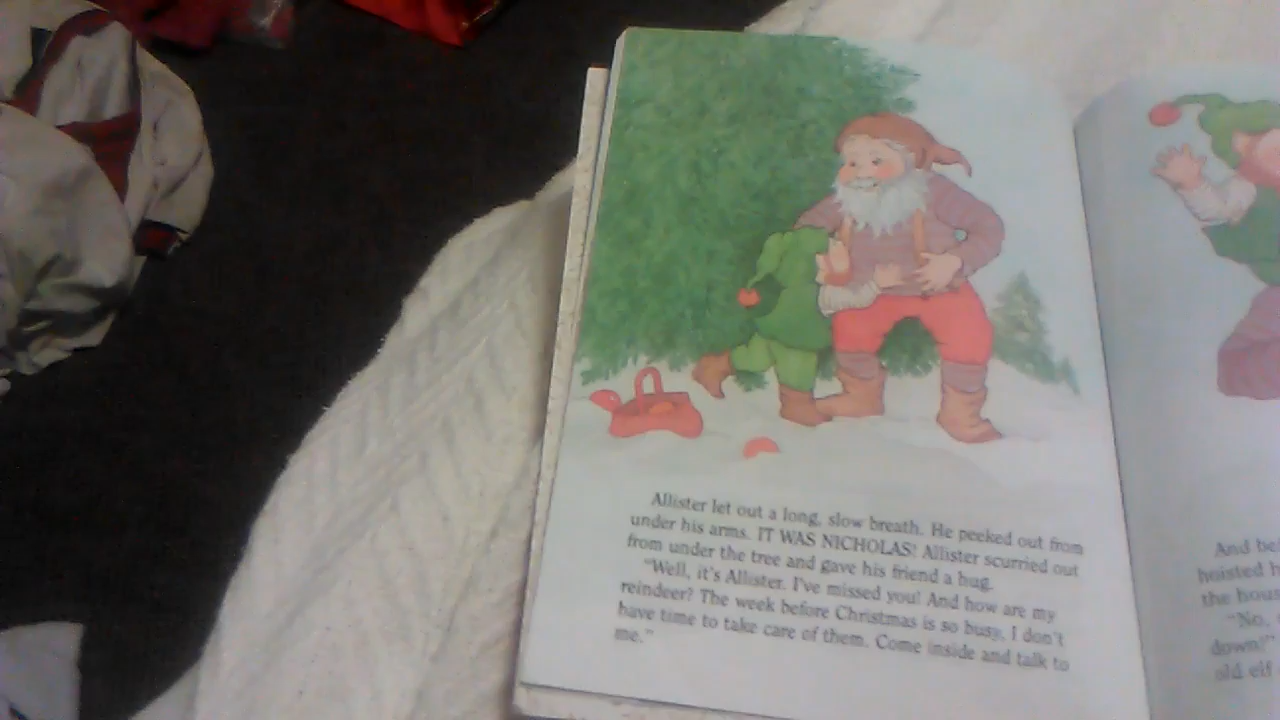 Allister let out a long, slow breath. He peeked out from
under his arms. IT WAS NICHOLAS! Allister scurried out
from under the tree and gave his friend a hug.
"Well, it's Allister. I've missed you! And how are my
reindeer? The week before Christmas is so busy, I don't
have time to take care of them. Come inside and talk to
me."
And
hoisted
the
"No,
down!"
old elf